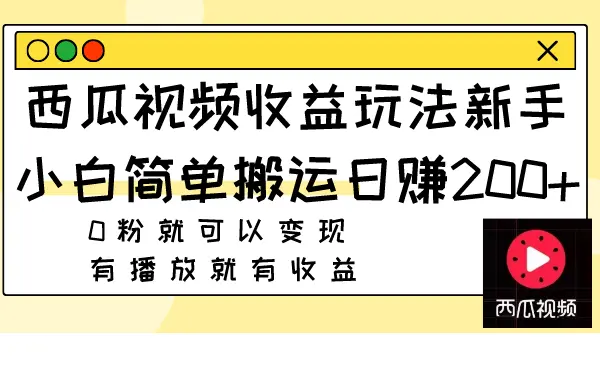 西瓜视频收益玩法新手
小白简单搬运日赚200+
0粉就可以变现
有播放就有收益
西瓜视频